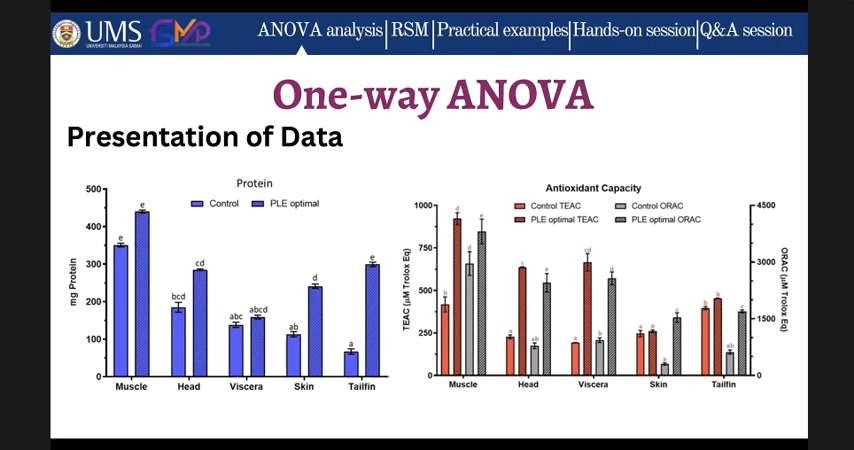 UMS
UNIVERSITI MALAYSIA SABAH
ANOVA analysis| RSM |Practical examples|Hands-on session|Q&A session
One-way ANOVA
Presentation of Data
Protein
Control PLE optimal
mg Protein
500
400
300
200
100
0
e e
bcd cd
abc abcd
ab d
a e
Muscle Head Viscera Skin Tailfin
Antioxidant Capacity
Control TEAC Control ORAC
PLE optimal TEAC PLE optimal ORAC
TEAC (µM Trolox Eq)
1000
750
500
250
0
b d d e
a c ab e
a cd b d
a a a c
b b ab c
Muscle Head Viscera Skin Tailfin
4500
3000
1500
0
ORAC (µM Trolox Eq)